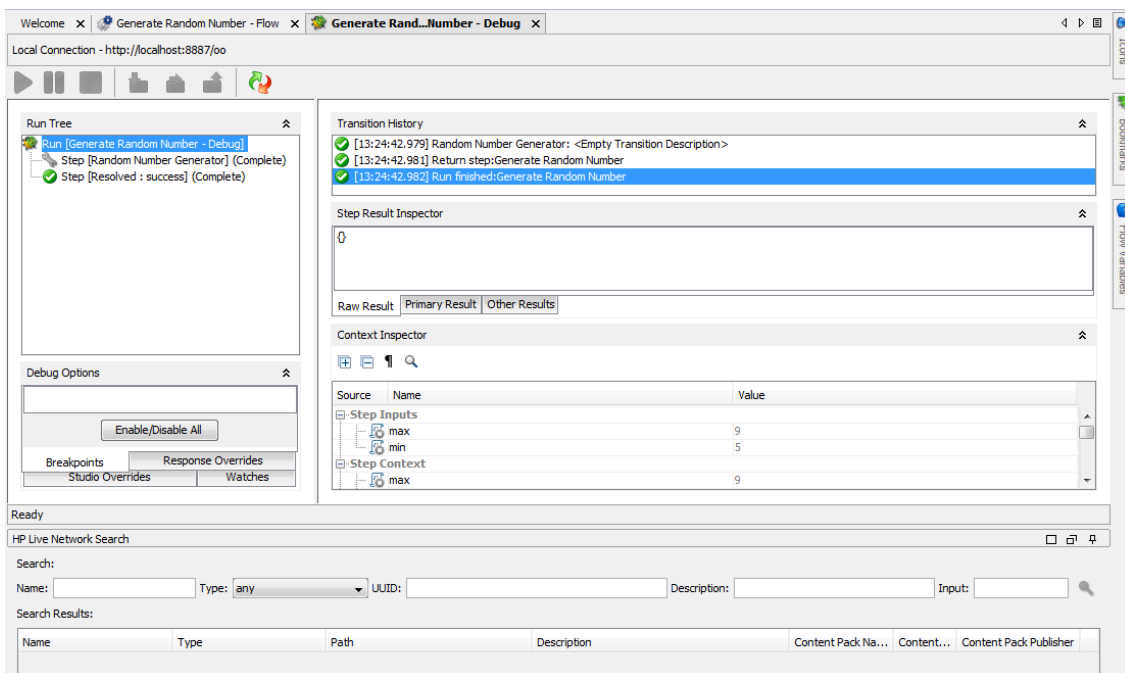 Welcome X Generate Random Number - Flow X Generate Rand...Number - Debug X
Local Connection - http://localhost:8887/oo
Icons
Bookmarks
Flow Variables
Run Tree
Run [Generate Random Number - Debug]
Step [Random Number Generator] (Complete)
Step [Resolved : success] (Complete)
Debug Options
Enable/Disable All
Breakpoints Response Overrides
Studio Overrides Watches
Transition History
[13:24:42.979] Random Number Generator: <Empty Transition Description>
[13:24:42.981] Return step:Generate Random Number
[13:24:42.982] Run finished:Generate Random Number
Step Result Inspector
{}
Raw Result Primary Result Other Results
Context Inspector
Source Name Value
Step Inputs
max 9
min 5
Step Context
max 9
Ready
HP Live Network Search
Search:
Name: Type: any UUID: Description: Input:
Search Results:
Name Type Path Description Content Pack Na... Content... Content Pack Publisher